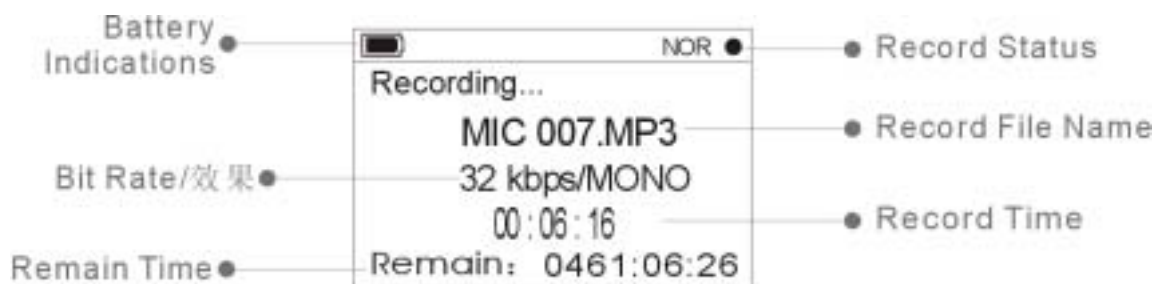 Battery
Indications
NOR
Record Status
Recording...
MIC 007.MP3
Record File Name
Bit Rate/效果
32 kbps/MONO
00:06:16
Record Time
Remain Time
Remain: 0461:06:26